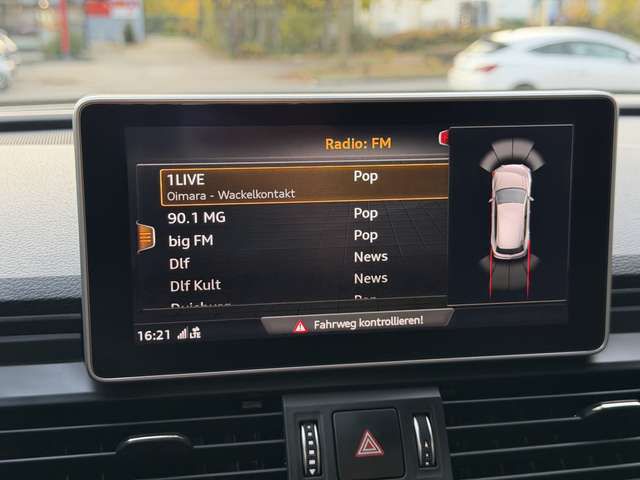 Radio: FM
1LIVE Pop
Oimara - Wackelkontakt
90.1 MG Pop
big FM Pop
Dlf News
Dlf Kult News
16:21 LTE
Fahrweg kontrollieren!